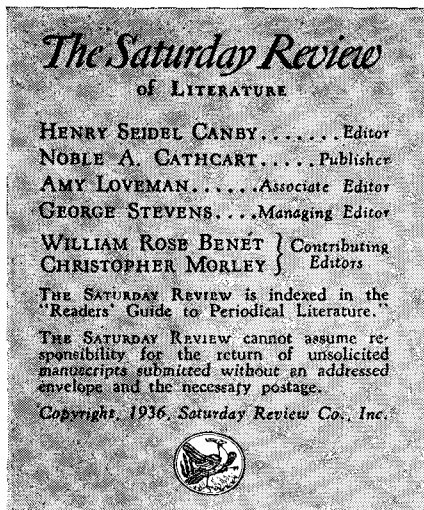 The Saturday Review
of LITERATURE
HENRY SEIDEL CANBY.......Editor
NOBLE A. CATHCART.....Publisher
AMY LOVEMAN......Associate Editor
GEORGE STEVENS....Managing Editor
WILLIAM ROSE BENÉT } Contributing
CHRISTOPHER MORLEY } Editors
THE SATURDAY REVIEW is indexed in the
"Readers' Guide to Periodical Literature."
THE SATURDAY REVIEW cannot assume re-
sponsibility for the return of unsolicited
manuscripts submitted without an addressed
envelope and the necessary postage.
Copyright, 1936, Saturday Review Co., Inc.